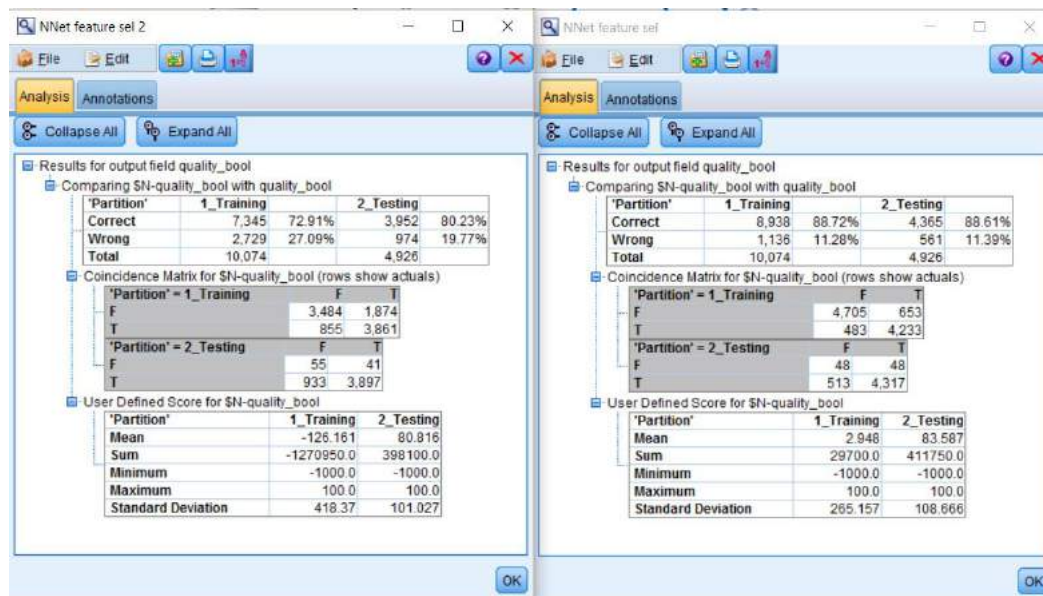 NNet feature sel 2
File Edit
Analysis Annotations
Collapse All Expand All
Results for output field quality_bool
Comparing $N-quality_bool with quality_bool
'Partition' 1_Training 2_Testing
Correct 7,345 72.91% 3,952 80.23%
Wrong 2,729 27.09% 974 19.77%
Total 10,074 4,926
Coincidence Matrix for $N-quality_bool (rows show actuals)
'Partition' = 1_Training F T
F 3,484 1,874
T 855 3,861
'Partition' = 2_Testing F T
F 55 41
T 933 3,897
User Defined Score for $N-quality_bool
'Partition' 1_Training 2_Testing
Mean -126.161 80.816
Sum -1270950.0 398100.0
Minimum -1000.0 -1000.0
Maximum 100.0 100.0
Standard Deviation 418.37 101.027
OK
NNet feature sel
File Edit
Analysis Annotations
Collapse All Expand All
Results for output field quality_bool
Comparing $N-quality_bool with quality_bool
'Partition' 1_Training 2_Testing
Correct 8,938 88.72% 4,365 88.61%
Wrong 1,136 11.28% 561 11.39%
Total 10,074 4,926
Coincidence Matrix for $N-quality_bool (rows show actuals)
'Partition' = 1_Training F T
F 4,705 653
T 483 4,233
'Partition' = 2_Testing F T
F 48 48
T 513 4,317
User Defined Score for $N-quality_bool
'Partition' 1_Training 2_Testing
Mean 2.948 83.587
Sum 29700.0 411750.0
Minimum -1000.0 -1000.0
Maximum 100.0 100.0
Standard Deviation 265.157 108.666
OK